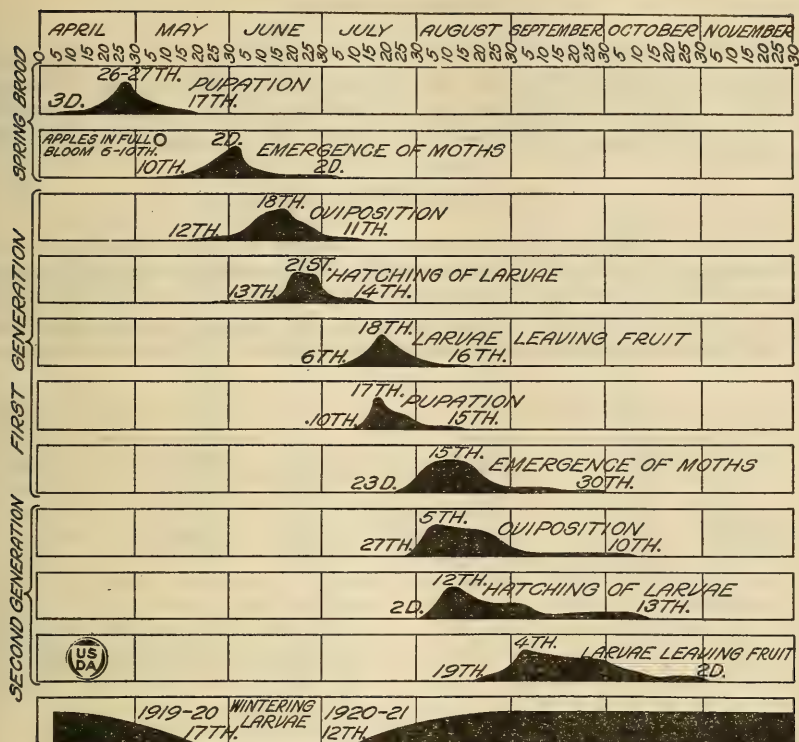 APRIL MAY JUNE JULY AUGUST SEPTEMBER OCTOBER NOVEMBER
0 5 10 15 20 25 30 5 10 15 20 25 30 5 10 15 20 25 30 5 10 15 20 25 30 5 10 15 20 25 30 5 10 15 20 25 30 5 10 15 20 25 30 5 10 15 20 25 30
SPRING BROOD
26-27TH. PUPATION
3D. 17TH.
APPLES IN FULL O 2D. EMERGENCE OF MOTHS
BLOOM 6-10TH.
10TH. 2D.
FIRST GENERATION
18TH. OVIPOSITION
12TH. 11TH.
21ST. HATCHING OF LARVAE
13TH. 14TH.
18TH. LARVAE LEAVING FRUIT
6TH. 16TH.
17TH. PUPATION
10TH. 15TH.
15TH. EMERGENCE OF MOTHS
23D. 30TH.
SECOND GENERATION
5TH. OVIPOSITION
27TH. 10TH.
12TH. HATCHING OF LARVAE
2D. 13TH.
US
DA
4TH. LARVAE LEAVING FRUIT
19TH. 2D.
1919-20 WINTERING 1920-21
17TH. LARVAE 12TH.